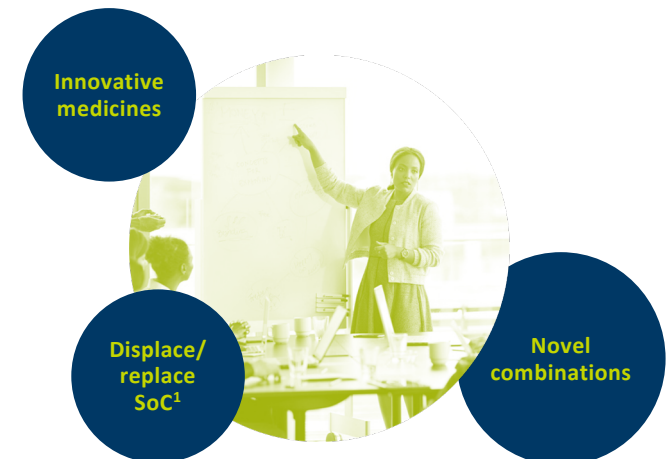 Innovative
medicines
Displace/
replace
SoC¹
Novel
combinations